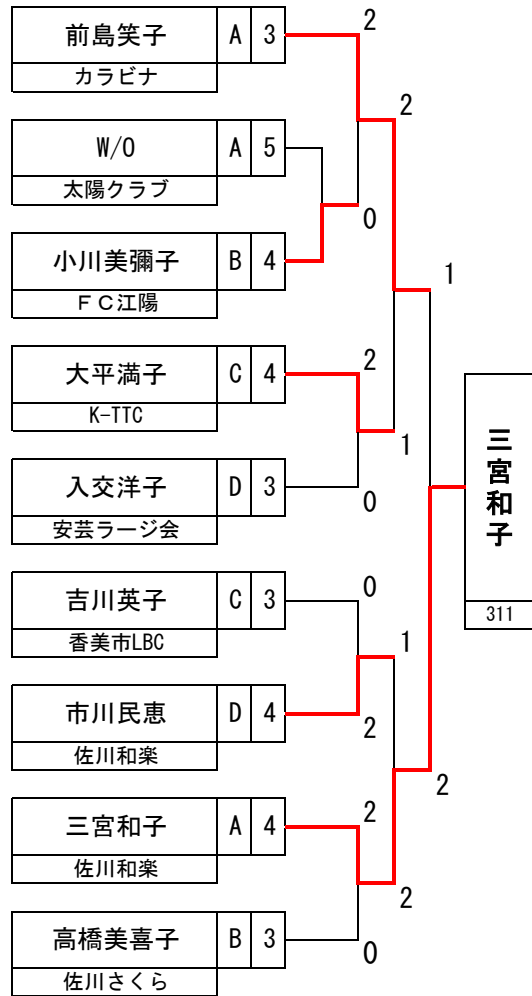 前島笑子 A 3 2
カラビナ
2
W/O A 5
太陽クラブ
0
小川美彌子 B 4
ＦＣ江陽
1
大平満子 C 4 2
K-TTC
1
入交洋子 D 3
0
安芸ラージ会
三宮和子
311
吉川英子 C 3 0
香美市LBC
1
市川民恵 D 4 2
佐川和楽
2
三宮和子 A 4 2
佐川和楽
2
高橋美喜子 B 3 0
佐川さくら